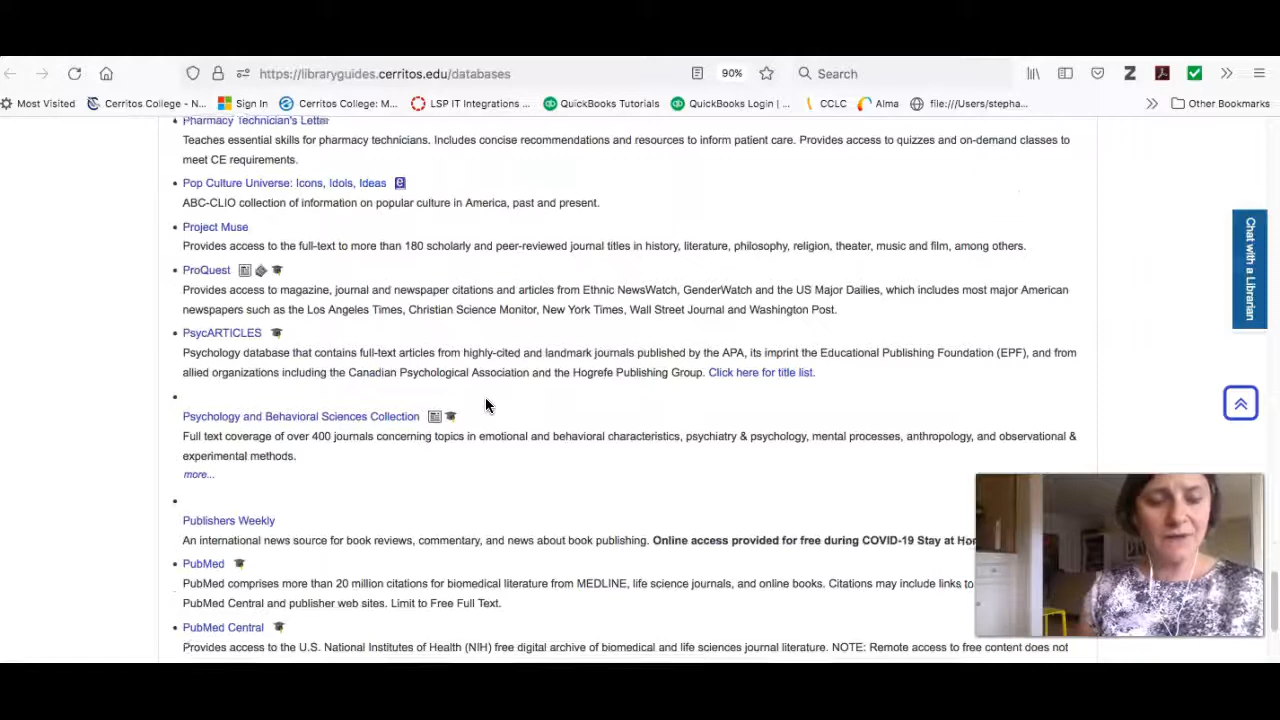 https://libraryguides.cerritos.edu/databases
90%
Search
Most Visited
Cerritos College - N...
Sign In
Cerritos College: M...
LSP IT Integrations ...
QuickBooks Tutorials
QuickBooks Login | ...
CCLC
Alma
file:///Users/stepha...
Other Bookmarks
Pharmacy Technician's Letter
Teaches essential skills for pharmacy technicians. Includes concise recommendations and resources to inform patient care. Provides access to quizzes and on-demand classes to
meet CE requirements.
Pop Culture Universe: Icons, Idols, Ideas
ABC-CLIO collection of information on popular culture in America, past and present.
Project Muse
Provides access to the full-text to more than 180 scholarly and peer-reviewed journal titles in history, literature, philosophy, religion, theater, music and film, among others.
ProQuest
Provides access to magazine, journal and newspaper citations and articles from Ethnic NewsWatch, GenderWatch and the US Major Dailies, which includes most major American
newspapers such as the Los Angeles Times, Christian Science Monitor, New York Times, Wall Street Journal and Washington Post.
PsycARTICLES
Psychology database that contains full-text articles from highly-cited and landmark journals published by the APA, its imprint the Educational Publishing Foundation (EPF), and from
allied organizations including the Canadian Psychological Association and the Hogrefe Publishing Group. Click here for title list.
Psychology and Behavioral Sciences Collection
Full text coverage of over 400 journals concerning topics in emotional and behavioral characteristics, psychiatry & psychology, mental processes, anthropology, and observational &
experimental methods.
more...
Publishers Weekly
An international news source for book reviews, commentary, and news about book publishing. Online access provided for free during COVID-19 Stay at
PubMed
PubMed comprises more than 20 million citations for biomedical literature from MEDLINE, life science journals, and online books. Citations may include links to
PubMed Central and publisher web sites. Limit to Free Full Text.
PubMed Central
Provides access to the U.S. National Institutes of Health (NIH) free digital archive of biomedical and life sciences journal literature. NOTE: Remote access to free content does not
Chat with a Librarian